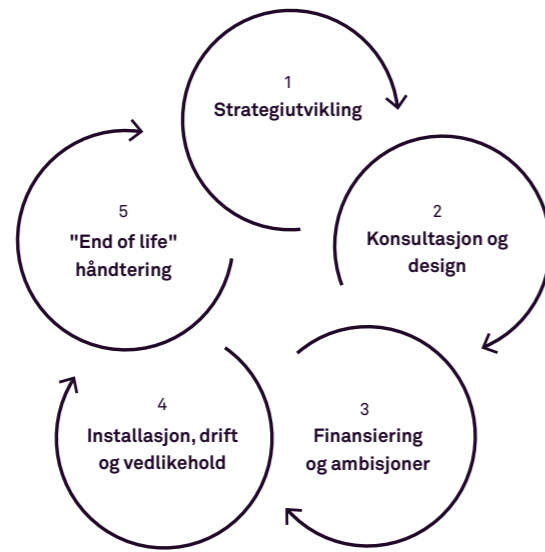 1
Strategiutvikling
2
Konsultasjon og
design
3
Finansiering
og ambisjoner
4
Installasjon, drift
og vedlikehold
5
"End of life"
håndtering